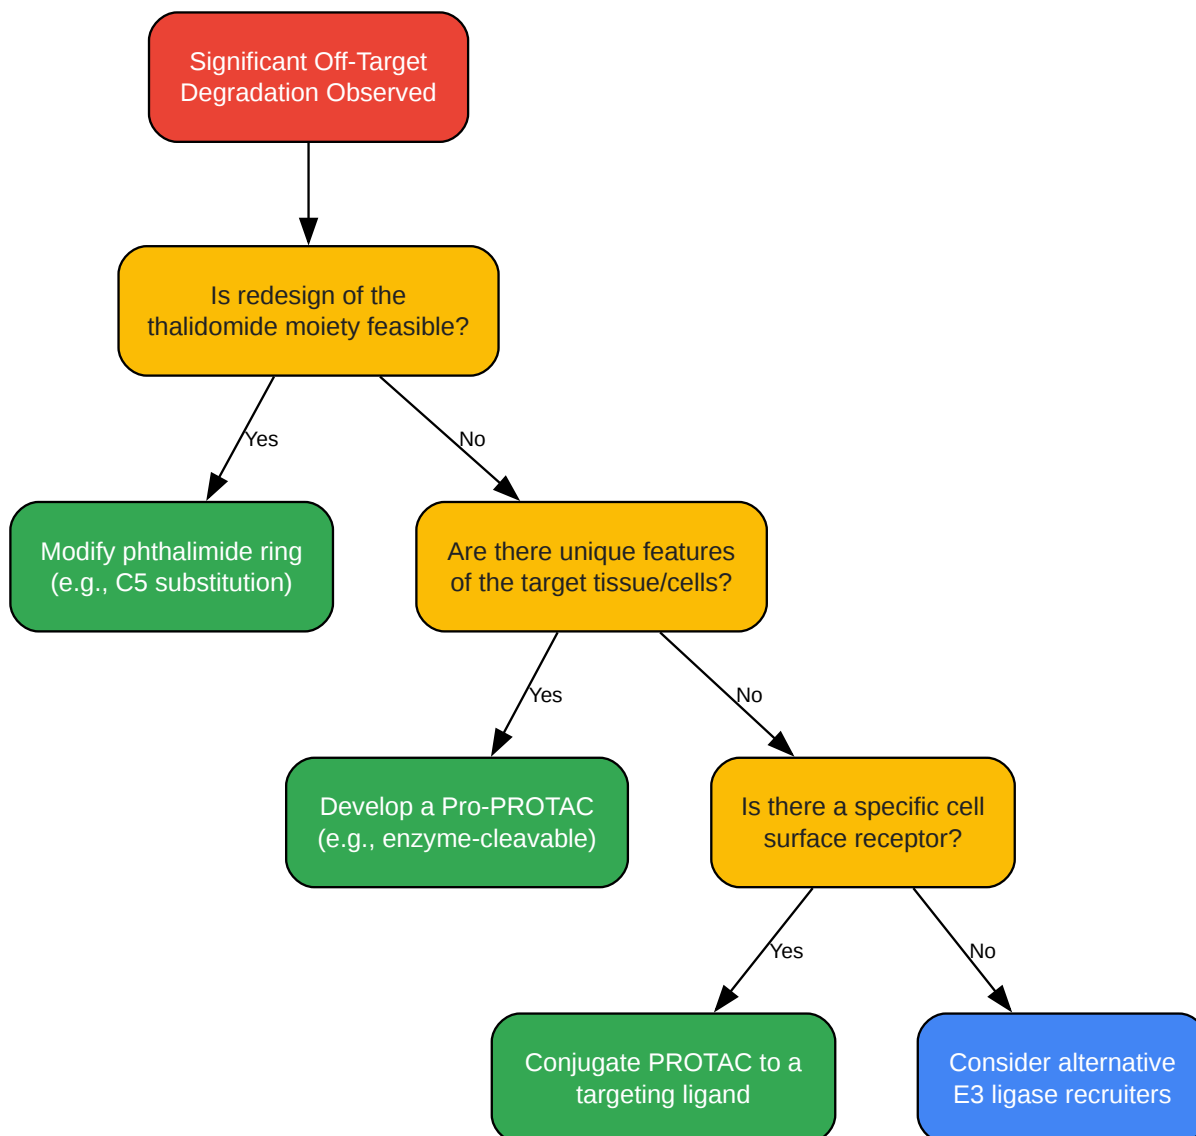 Significant Off-Target
Degradation Observed
Is redesign of the
thalidomide moiety feasible?
Yes
No
Modify phthalimide ring
(e.g., C5 substitution)
Are there unique features
of the target tissue/cells?
Yes
No
Develop a Pro-PROTAC
(e.g., enzyme-cleavable)
Is there a specific cell
surface receptor?
Yes
No
Conjugate PROTAC to a
targeting ligand
Consider alternative
E3 ligase recruiters